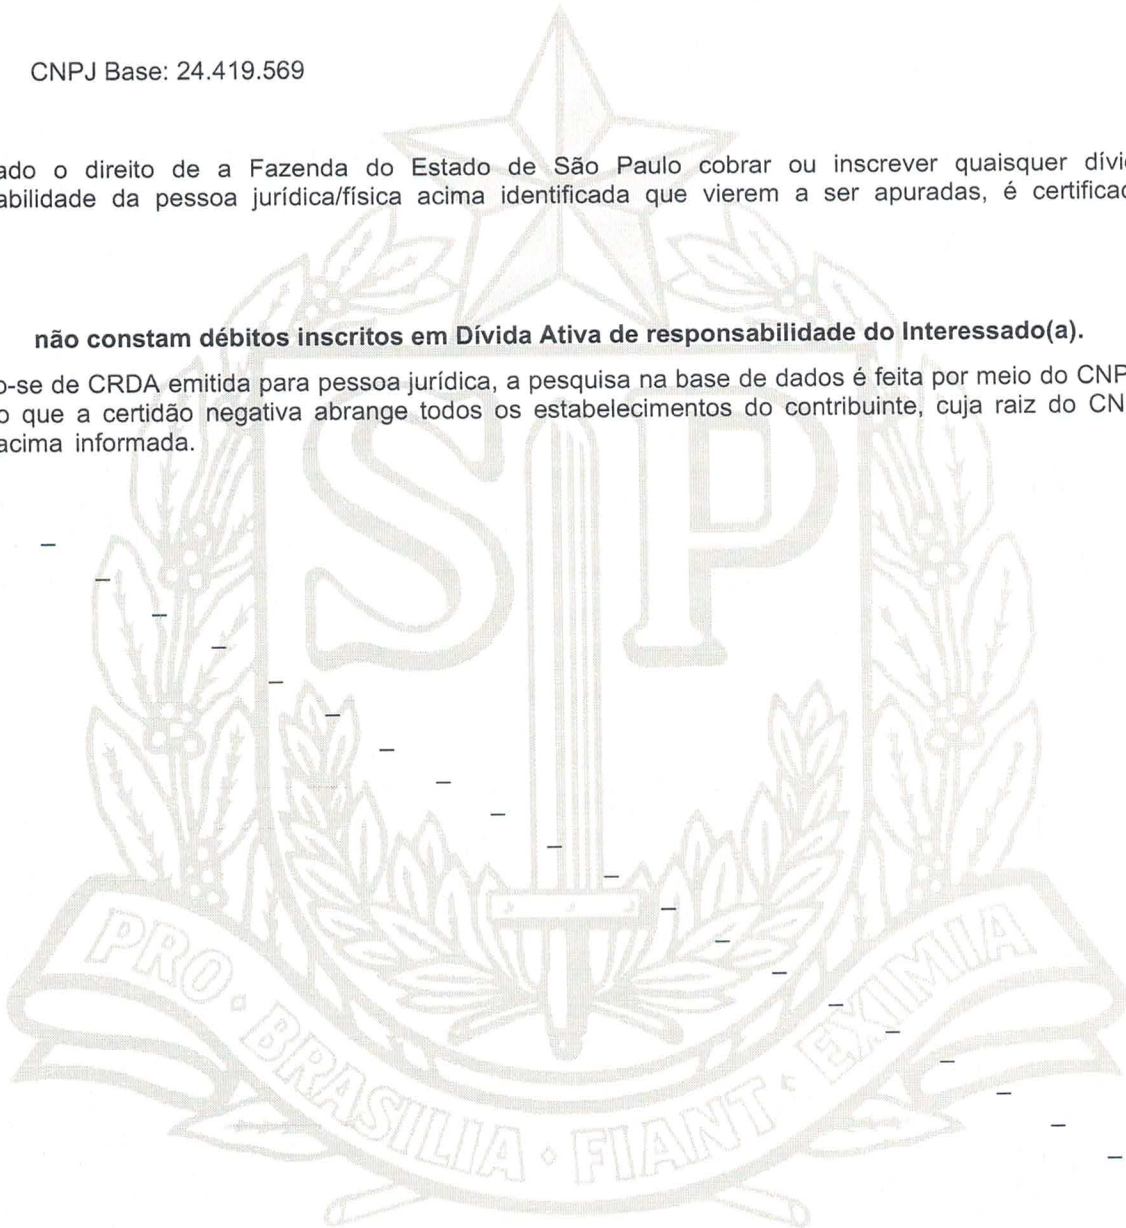 CNPJ Base: 24.419.569
ado o direito de a Fazenda do Estado de São Paulo cobrar ou inscrever quaisquer dívi
abilidade da pessoa jurídica/física acima identificada que vierem a ser apuradas, é certificad
não constam débitos inscritos em Dívida Ativa de responsabilidade do Interessado(a).
o-se de CRDA emitida para pessoa jurídica, a pesquisa na base de dados é feita por meio do CNP
o que a certidão negativa abrange todos os estabelecimentos do contribuinte, cuja raiz do CN
acima informada.
SP
PRO • BRASILIA • FIANT • EXIMIA